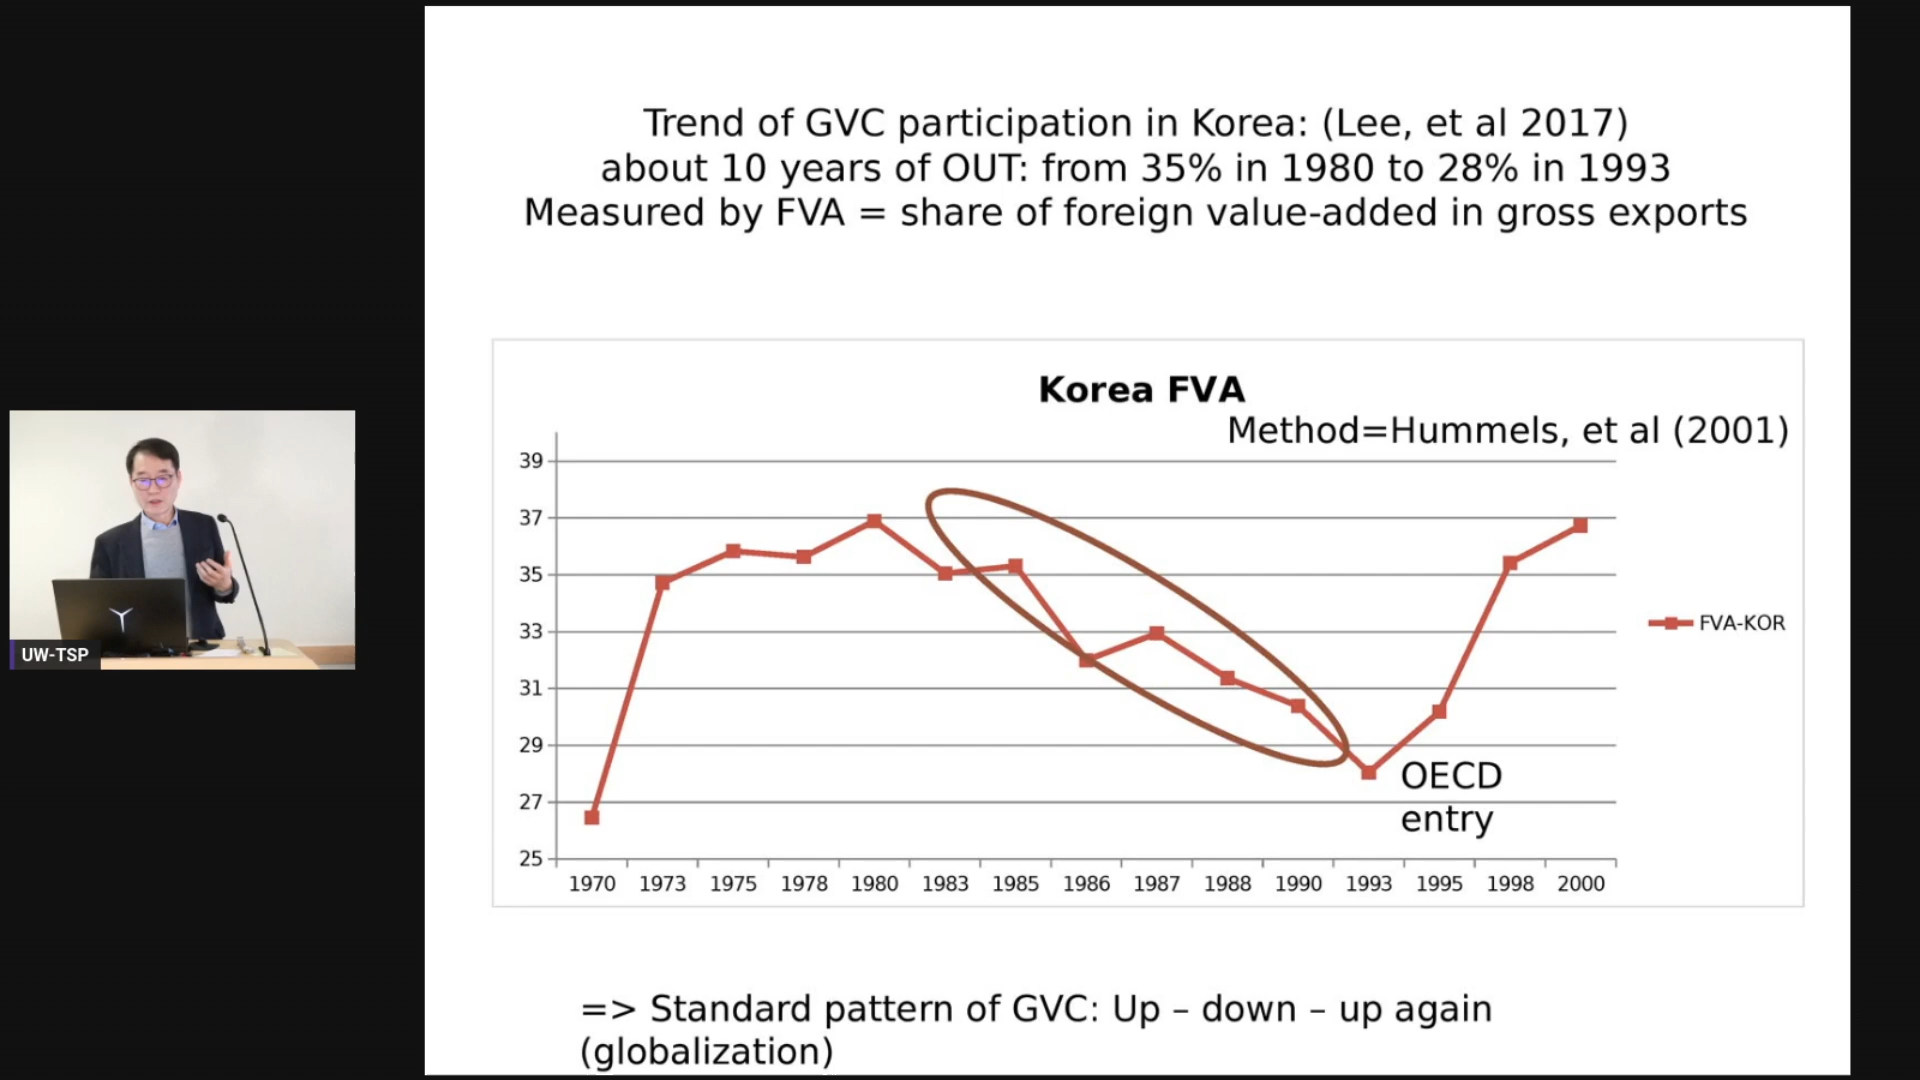 Trend of GVC participation in Korea: (Lee, et al 2017)
about 10 years of OUT: from 35% in 1980 to 28% in 1993
Measured by FVA = share of foreign value-added in gross exports
Korea FVA
Method=Hummels, et al (2001)
39
37
35
33
31
29
27
25
FVA-KOR
OECD
entry
1970 1973 1975 1978 1980 1983 1985 1986 1987 1988 1990 1993 1995 1998 2000
=> Standard pattern of GVC: Up – down – up again
(globalization)
UW-TSP